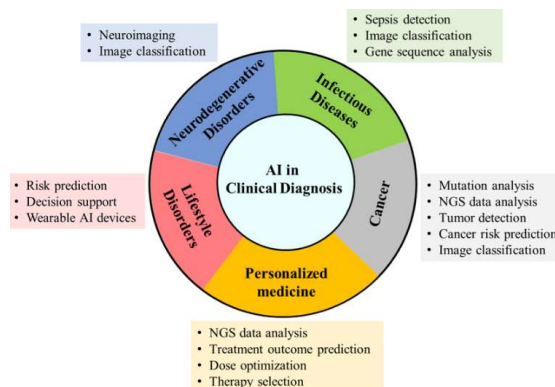 • Neuroimaging
• Image classification
• Sepsis detection
• Image classification
• Gene sequence analysis
Neurodegenerative
Disorders
Infectious
Diseases
AI in
Clinical Diagnosis
• Risk prediction
• Decision support
• Wearable AI devices
Lifestyle
Disorders
Cancer
• Mutation analysis
• NGS data analysis
• Tumor detection
• Cancer risk prediction
• Image classification
Personalized
medicine
• NGS data analysis
• Treatment outcome prediction
• Dose optimization
• Therapy selection